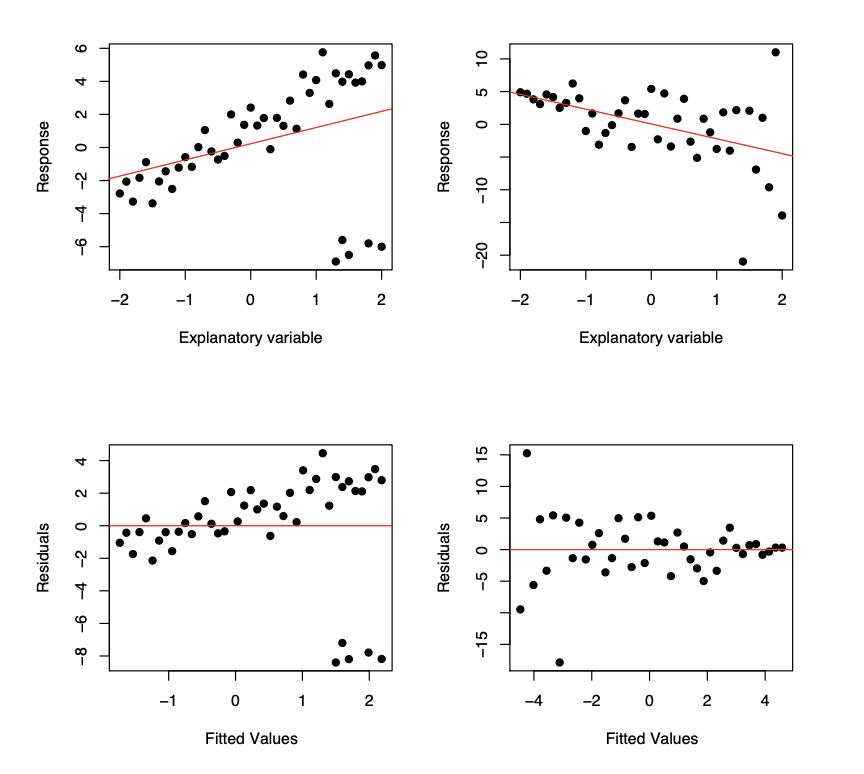 Response
6
4
2
0
−2
−4
−6
−2 −1 0 1 2
Explanatory variable
Response
10
5
0
−10
−20
−2 −1 0 1 2
Explanatory variable
Residuals
4
2
0
−2
−4
−6
−8
−1 0 1 2
Fitted Values
Residuals
15
10
5
0
−5
−15
−4 −2 0 2 4
Fitted Values